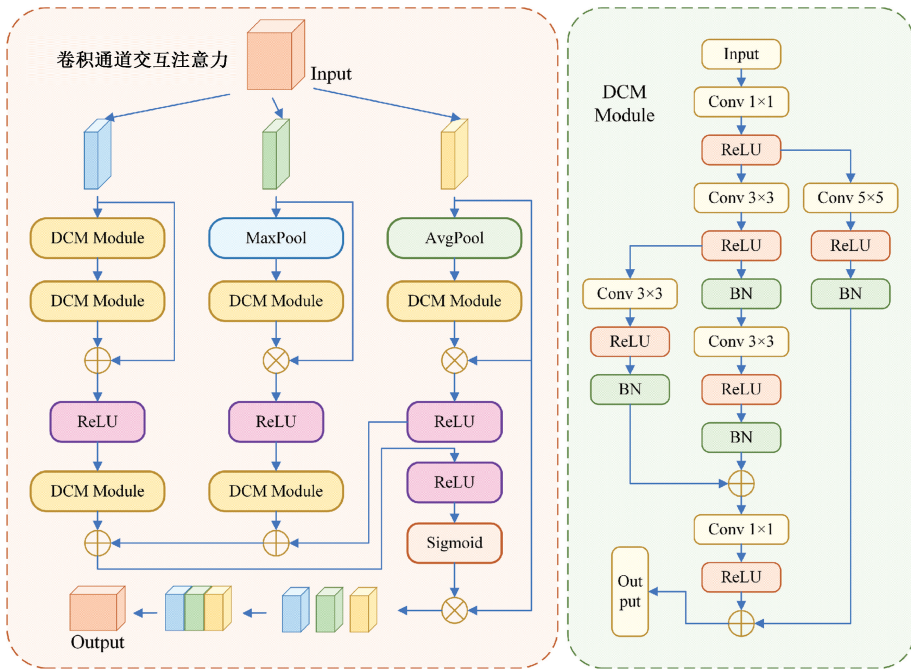 卷积通道交互注意力
Input
DCM Module
MaxPool
AvgPool
DCM Module
DCM Module
DCM Module
ReLU
ReLU
ReLU
DCM Module
DCM Module
ReLU
Sigmoid
Output
DCM
Module
Input
Conv 1×1
ReLU
Conv 3×3
Conv 5×5
ReLU
ReLU
Conv 3×3
BN
BN
ReLU
Conv 3×3
BN
ReLU
BN
Conv 1×1
ReLU
Out
put